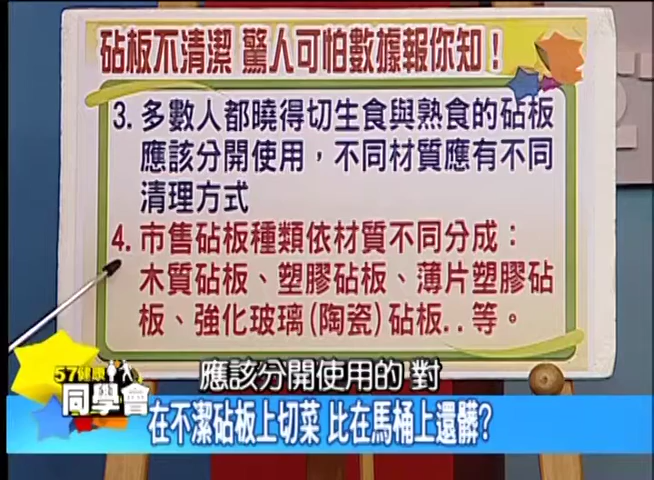 砧板不清潔 驚人可怕數據報你知！
3. 多數人都曉得切生食與熟食的砧板
應該分開使用，不同材質應有不同
清理方式
4. 市售砧板種類依材質不同分成：
木質砧板、塑膠砧板、薄片塑膠砧
板、強化玻璃(陶瓷)砧板..等。
應該分開使用的 對
57健康
同學會
在不潔砧板上切菜 比在馬桶上還髒?